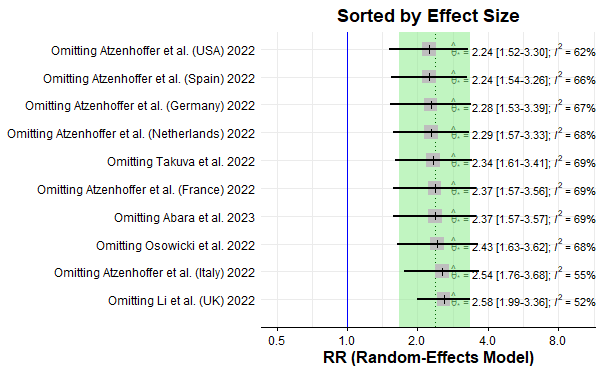 Sorted by Effect Size
Omitting Atzenhoffer et al. (USA) 2022 θ̂* = 2.24 [1.52-3.30]; I² = 62%
Omitting Atzenhoffer et al. (Spain) 2022 θ̂* = 2.24 [1.54-3.26]; I² = 66%
Omitting Atzenhoffer et al. (Germany) 2022 θ̂* = 2.28 [1.53-3.39]; I² = 67%
Omitting Atzenhoffer et al. (Netherlands) 2022 θ̂* = 2.29 [1.57-3.33]; I² = 68%
Omitting Takuva et al. 2022 θ̂* = 2.34 [1.61-3.41]; I² = 69%
Omitting Atzenhoffer et al. (France) 2022 θ̂* = 2.37 [1.57-3.56]; I² = 69%
Omitting Abara et al. 2023 θ̂* = 2.37 [1.57-3.57]; I² = 69%
Omitting Osowicki et al. 2022 θ̂* = 2.43 [1.63-3.62]; I² = 68%
Omitting Atzenhoffer et al. (Italy) 2022 θ̂* = 2.54 [1.76-3.68]; I² = 55%
Omitting Li et al. (UK) 2022 θ̂* = 2.58 [1.99-3.36]; I² = 52%
0.5 1.0 2.0 4.0 8.0
RR (Random-Effects Model)